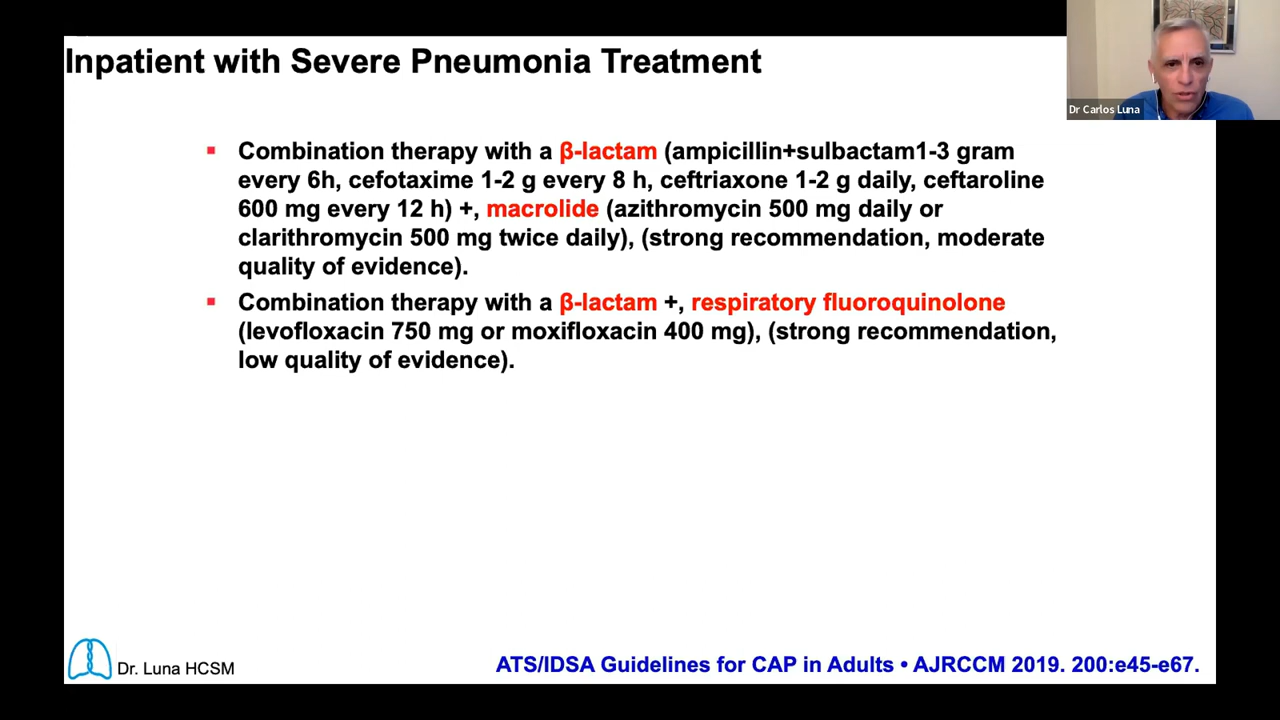 Inpatient with Severe Pneumonia Treatment
Dr Carlos Luna
Combination therapy with a β-lactam (ampicillin+sulbactam1-3 gram
every 6h, cefotaxime 1-2 g every 8 h, ceftriaxone 1-2 g daily, ceftaroline
600 mg every 12 h) +, macrolide (azithromycin 500 mg daily or
clarithromycin 500 mg twice daily), (strong recommendation, moderate
quality of evidence).
Combination therapy with a β-lactam +, respiratory fluoroquinolone
(levofloxacin 750 mg or moxifloxacin 400 mg), (strong recommendation,
low quality of evidence).
Dr. Luna HCSM
ATS/IDSA Guidelines for CAP in Adults • AJRCCM 2019. 200:e45-e67.